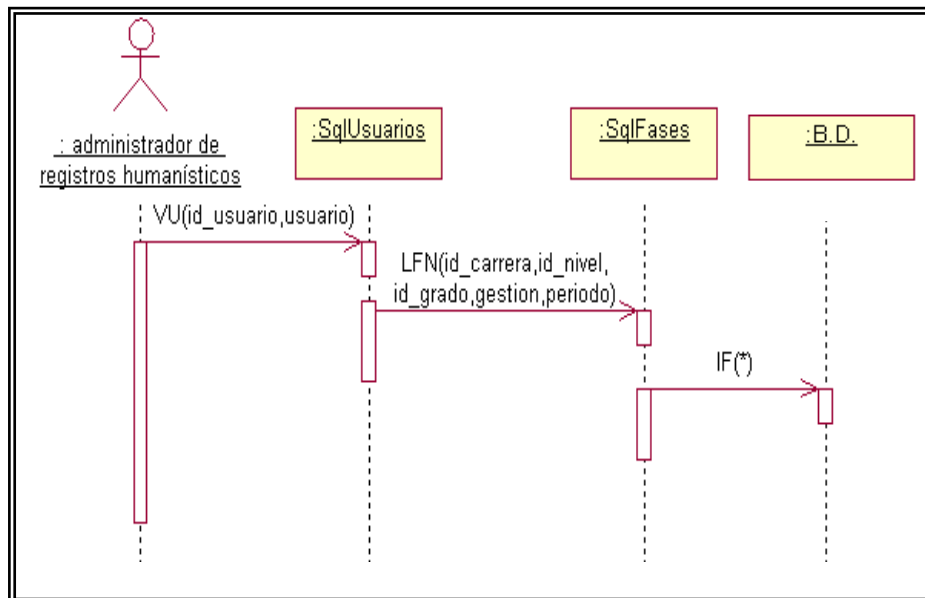 : administrador de
registros humanísticos
:SqlUsuarios
:SqlFases
:B.D.
VU(id_usuario,usuario)
LFN(id_carrera,id_nivel,
id_grado,gestion,periodo)
IF(*)